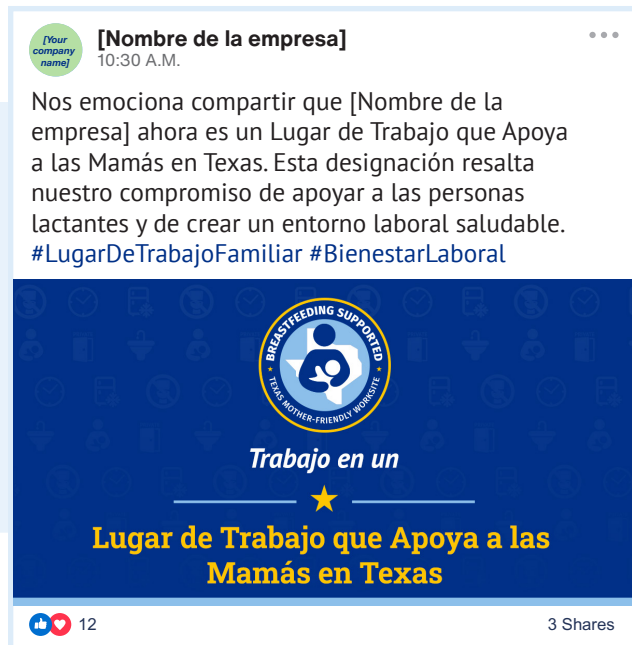 [Your
company
name]
[Nombre de la empresa]
10:30 A.M.
Nos emociona compartir que [Nombre de la
empresa] ahora es un Lugar de Trabajo que Apoya
a las Mamás en Texas. Esta designación resalta
nuestro compromiso de apoyar a las personas
lactantes y de crear un entorno laboral saludable.
#LugarDeTrabajoFamiliar #BienestarLaboral
BREASTFEEDING SUPPORTED
TEXAS MOTHER-FRIENDLY WORKSITE
Trabajo en un
Lugar de Trabajo que Apoya a las
Mamás en Texas
12
3 Shares